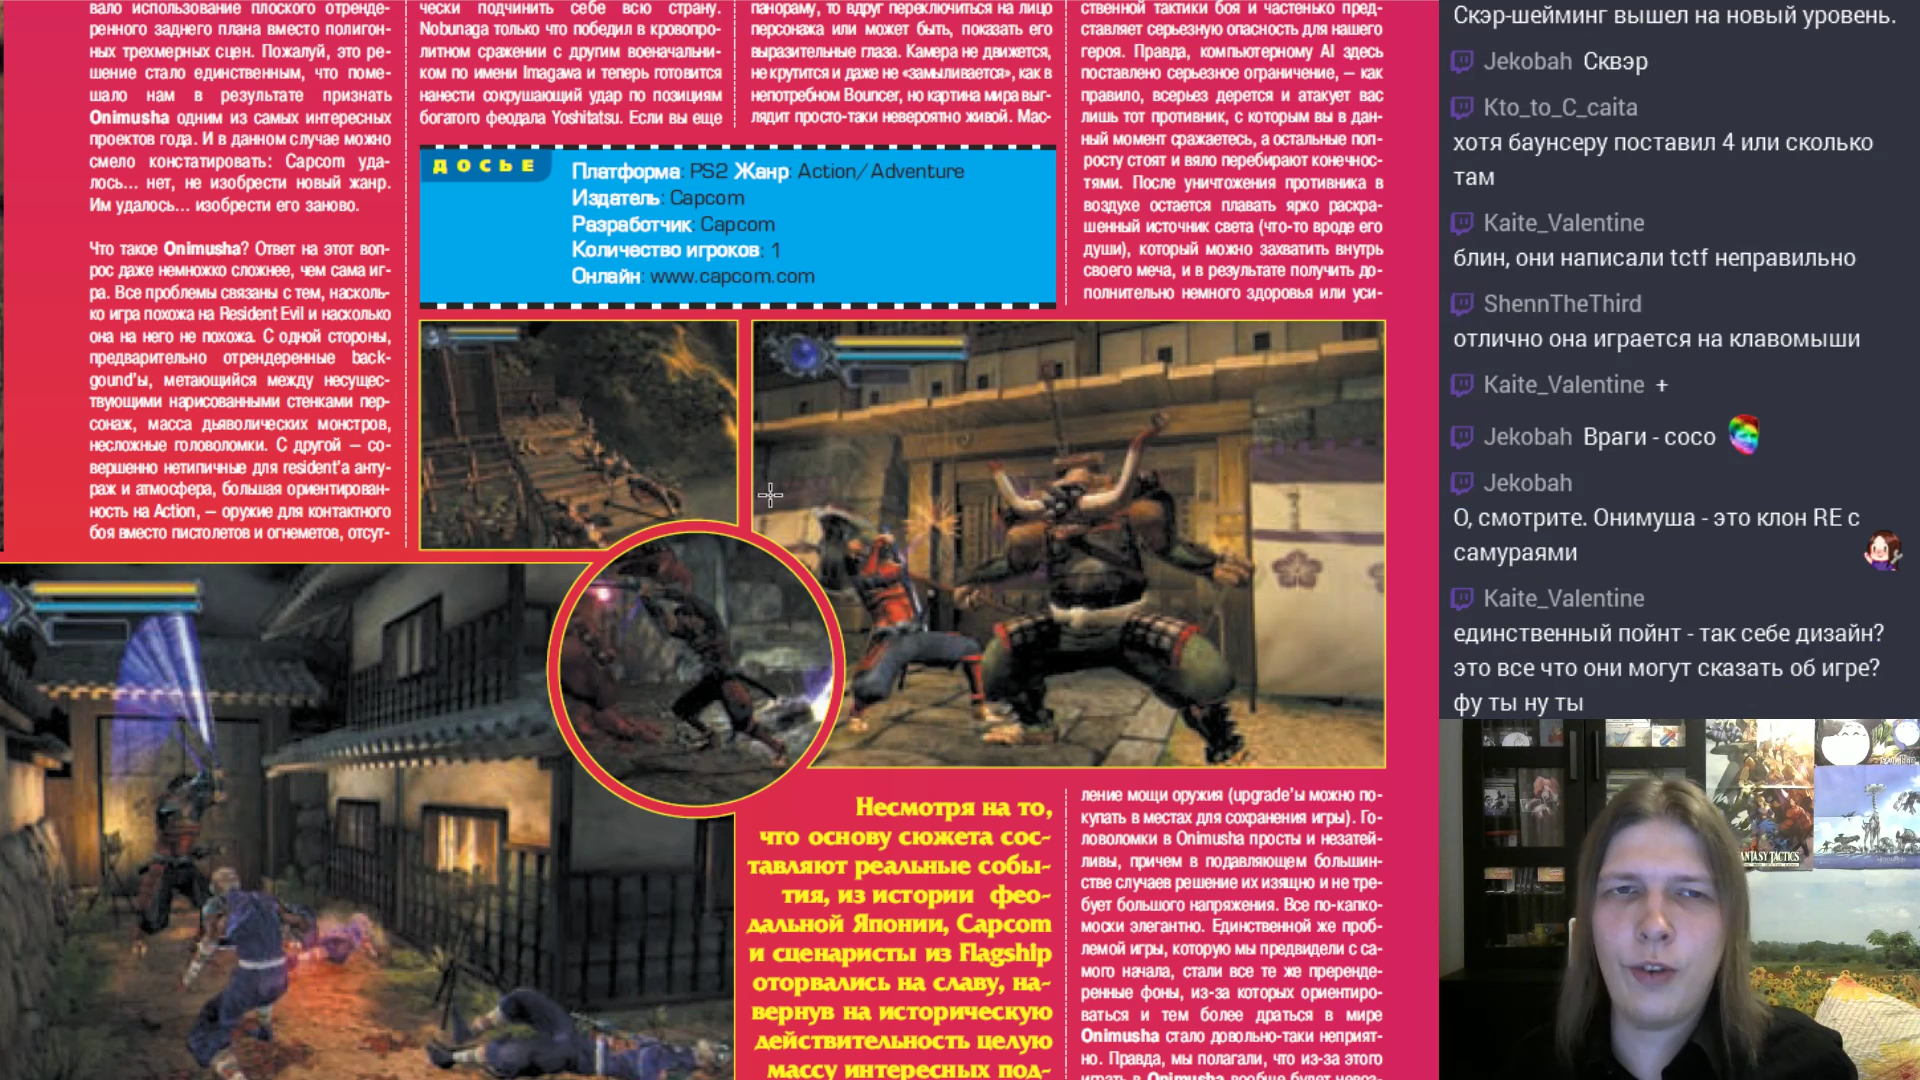 вало использование плоского отренде-
ренного заднего плана вместо полигон-
ных трехмерных сцен. Пожалуй, это ре-
шение стало единственным, что поме-
шало нам в результате признать
Onimusha одним из самых интересных
проектов года. И в данном случае можно
смело констатировать: Capcom уда-
лось... нет, не изобрести новый жанр.
Им удалось... изобрести его заново.
Что такое Onimusha? Ответ на этот воп-
рос даже немножко сложнее, чем сама иг-
ра. Все проблемы связаны с тем, насколь-
ко игра похожа на Resident Evil и насколько
она на него не похожа. С одной стороны,
предварительно отрендеренные back-
gound'ы, метающийся между несущес-
твующими нарисованными стенками пер-
сонаж, масса дьяволических монстров,
несложные головоломки. С другой — со-
вершенно нетипичные для resident'а анту-
раж и атмосфера, большая ориентирован-
ность на Action, — оружие для контактного
боя вместо пистолетов и огнеметов, отсут-
чески подчинить себе всю страну.
Nobunaga только что победил в кровопро-
литном сражении с другим военачальни-
ком по имени Imagawa и теперь готовится
нанести сокрушающий удар по позициям
богатого феодала Yoshitatsu. Если вы еще
панораму, то вдруг переключиться на лицо
персонажа или может быть, показать его
выразительные глаза. Камера не движется,
не крутится и даже не «замыливается», как в
непотребном Bouncer, но картина мира выг-
лядит просто-таки невероятно живой. Мас-
ДОСЬЕ
Платформа: PS2 Жанр: Action/Adventure
Издатель: Capcom
Разработчик: Capcom
Количество игроков: 1
Онлайн: www.capcom.com
Несмотря на то,
что основу сюжета сос-
тавляют реальные собы-
тия, из истории фео-
дальной Японии, Capcom
и сценаристы из Flagship
оторвались на славу, на-
вернув на историческую
действительность целую
массу интересных под-
ственной тактики боя и частенько пред-
ставляет серьезную опасность для нашего
героя. Правда, компьютерному AI здесь
поставлено серьезное ограничение, — как
правило, всерьез дерется и атакует вас
лишь тот противник, с которым вы в дан-
ный момент сражаетесь, а остальные поп-
росту стоят и вяло перебирают конечнос-
тями. После уничтожения противника в
воздухе остается плавать ярко раскра-
шенный источник света (что-то вроде его
души), который можно захватить внутрь
своего меча, и в результате получить до-
полнительно немного здоровья или уси-
ление мощи оружия (upgrade'ы можно по-
купать в местах для сохранения игры). Го-
ловоломки в Onimusha просты и незатей-
ливы, причем в подавляющем большин-
стве случаев решение их изящно и не тре-
бует большого напряжения. Все по-капко-
моски элегантно. Единственной же проб-
лемой игры, которую мы предвидели с са-
мого начала, стали все те же преренде-
ренные фоны, из-за которых ориентиро-
ваться и тем более драться в мире
Onimusha стало довольно-таки неприят-
но. Правда, мы полагали, что из-за этого
играть в Onimusha вообще будет невоз-
Скэр-шейминг вышел на новый уровень.
Jekobah Сквэр
Kto_to_C_caita
хотя баунсеру поставил 4 или сколько
там
Kaite_Valentine
блин, они написали tctf неправильно
ShennTheThird
отлично она играется на клавомыши
Kaite_Valentine +
Jekobah Враги - сосо
Jekobah
О, смотрите. Онимуша - это клон RE с
самураями
Kaite_Valentine
единственный пойнт - так себе дизайн?
это все что они могут сказать об игре?
фу ты ну ты
ANTASY TACTICS